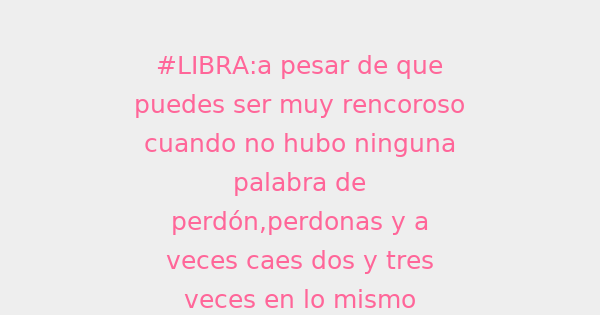 #LIBRA:a pesar de que
puedes ser muy rencoroso
cuando no hubo ninguna
palabra de
perdón,perdonas y a
veces caes dos y tres
veces en lo mismo